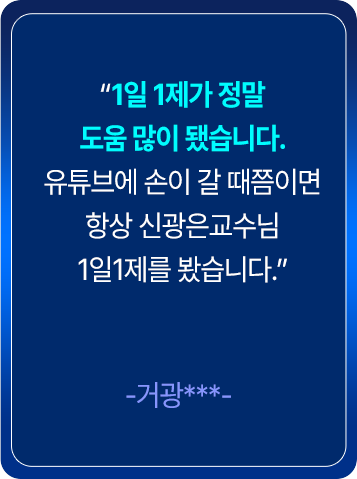 “1일 1제가 정말
도움 많이 됐습니다.
유튜브에 손이 갈 때쯤이면
항상 신광은교수님
1일1제를 봤습니다.”
-거광***-